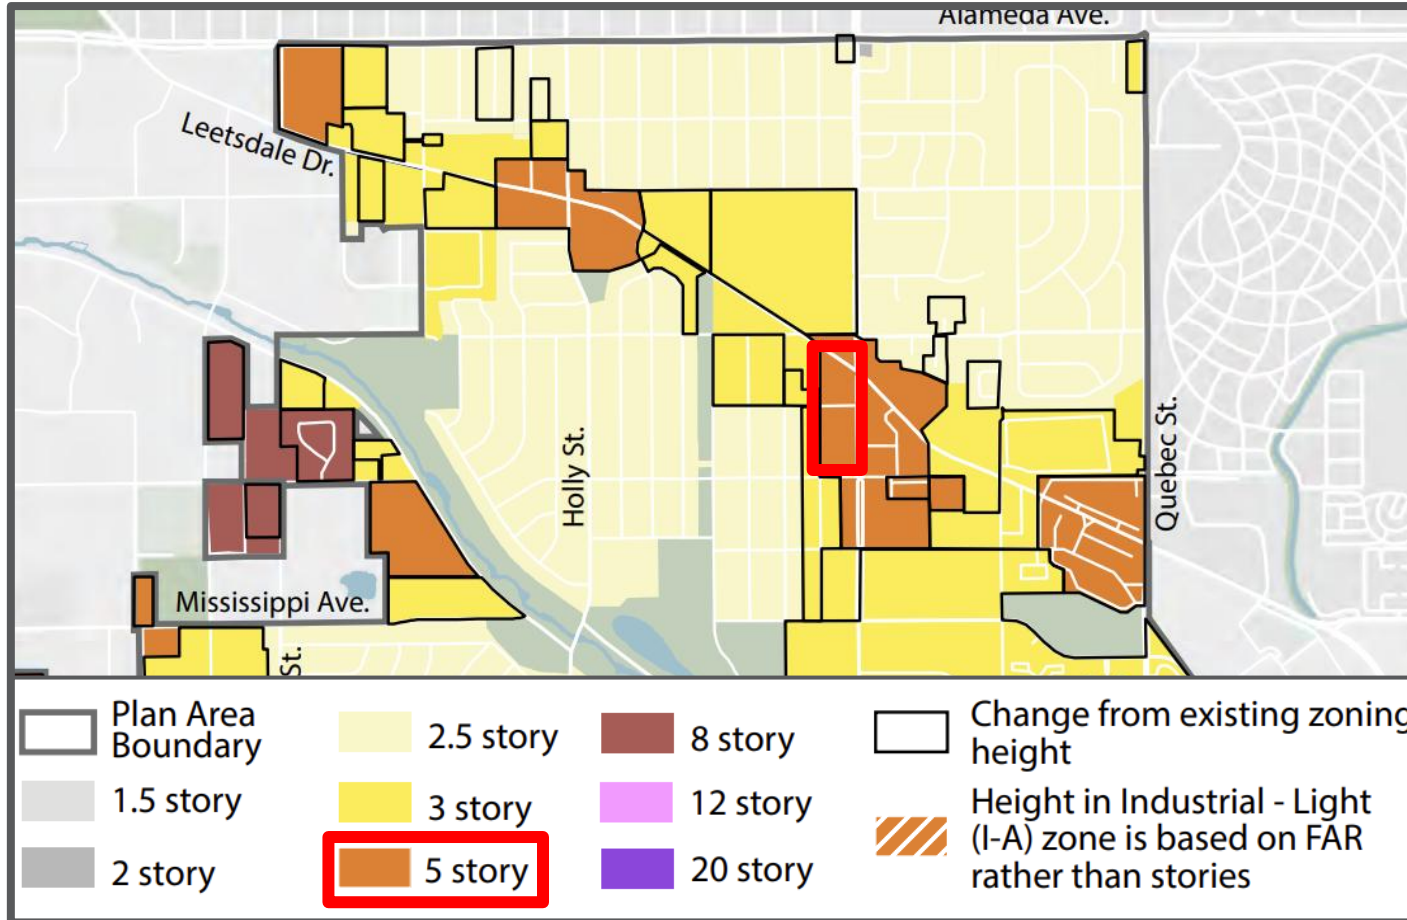 Alameda Ave.
Leetsdale Dr.
Holly St.
Quebec St.
Mississippi Ave.
St.
Plan Area
Boundary
1.5 story
2 story
2.5 story
3 story
5 story
8 story
12 story
20 story
Change from existing zoning
height
Height in Industrial - Light
(I-A) zone is based on FAR
rather than stories